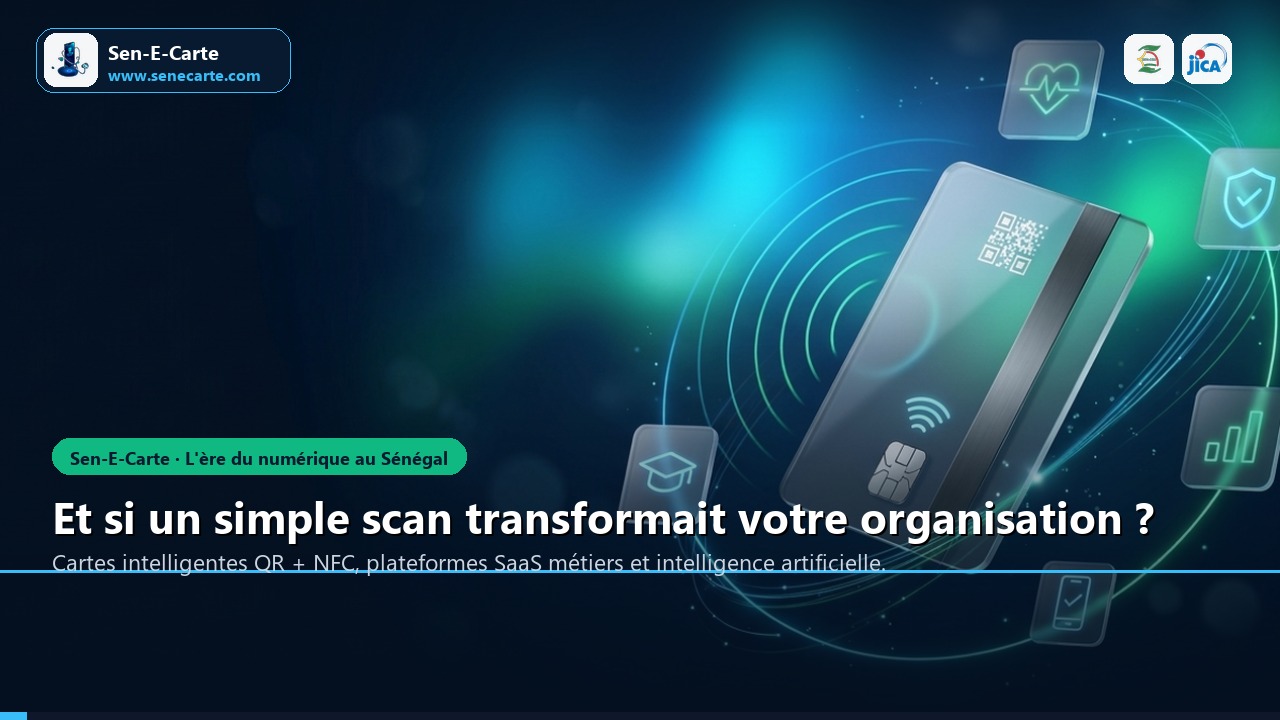 Sen-E-Carte
www.senecarte.com
JICA
Sen-E-Carte · L'ère du numérique au Sénégal
Et si un simple scan transformait votre organisation ?
Cartes intelligentes QR + NFC, plateformes SaaS métiers et intelligence artificielle.